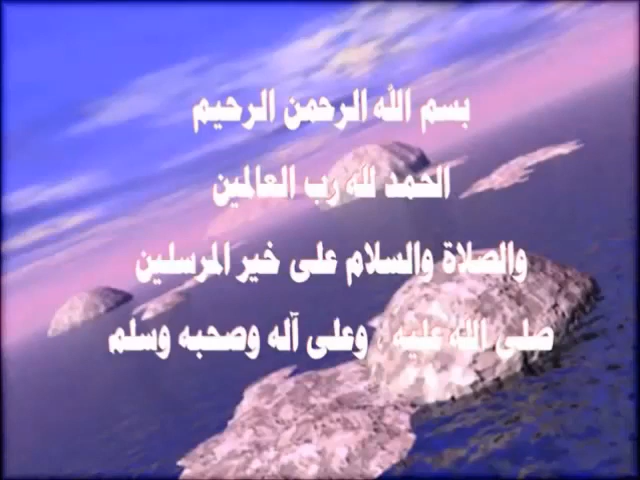 بسم الله الرحمن الرحيم
الحمد لله رب العالمين
والصلاة والسلام على خير المرسلين
صلى الله عليه ، وعلى آله وصحبه وسلم